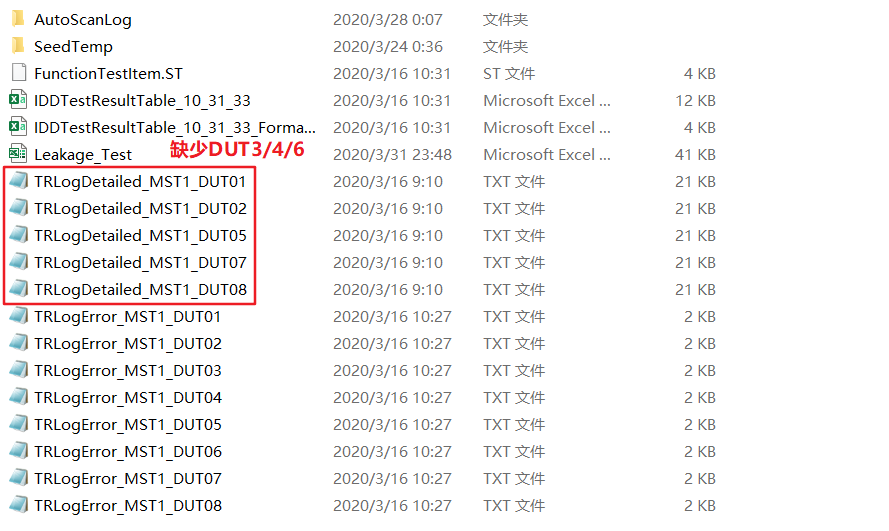 AutoScanLog 2020/3/28 0:07 文件夹
SeedTemp 2020/3/24 0:36 文件夹
FunctionTestItem.ST 2020/3/16 10:31 ST 文件 4 KB
IDDTestResultTable_10_31_33 2020/3/16 10:31 Microsoft Excel ... 12 KB
IDDTestResultTable_10_31_33_Forma... 2020/3/16 10:31 Microsoft Excel ... 4 KB
缺少DUT3/4/6
Leakage_Test 2020/3/31 23:48 Microsoft Excel ... 41 KB
TRLogDetailed_MST1_DUT01 2020/3/16 9:10 TXT 文件 21 KB
TRLogDetailed_MST1_DUT02 2020/3/16 9:10 TXT 文件 21 KB
TRLogDetailed_MST1_DUT05 2020/3/16 9:10 TXT 文件 21 KB
TRLogDetailed_MST1_DUT07 2020/3/16 9:10 TXT 文件 21 KB
TRLogDetailed_MST1_DUT08 2020/3/16 9:10 TXT 文件 21 KB
TRLogError_MST1_DUT01 2020/3/16 10:27 TXT 文件 2 KB
TRLogError_MST1_DUT02 2020/3/16 10:27 TXT 文件 2 KB
TRLogError_MST1_DUT03 2020/3/16 10:27 TXT 文件 2 KB
TRLogError_MST1_DUT04 2020/3/16 10:27 TXT 文件 2 KB
TRLogError_MST1_DUT05 2020/3/16 10:27 TXT 文件 2 KB
TRLogError_MST1_DUT06 2020/3/16 10:27 TXT 文件 2 KB
TRLogError_MST1_DUT07 2020/3/16 10:27 TXT 文件 2 KB
TRLogError_MST1_DUT08 2020/3/16 10:27 TXT 文件 2 KB